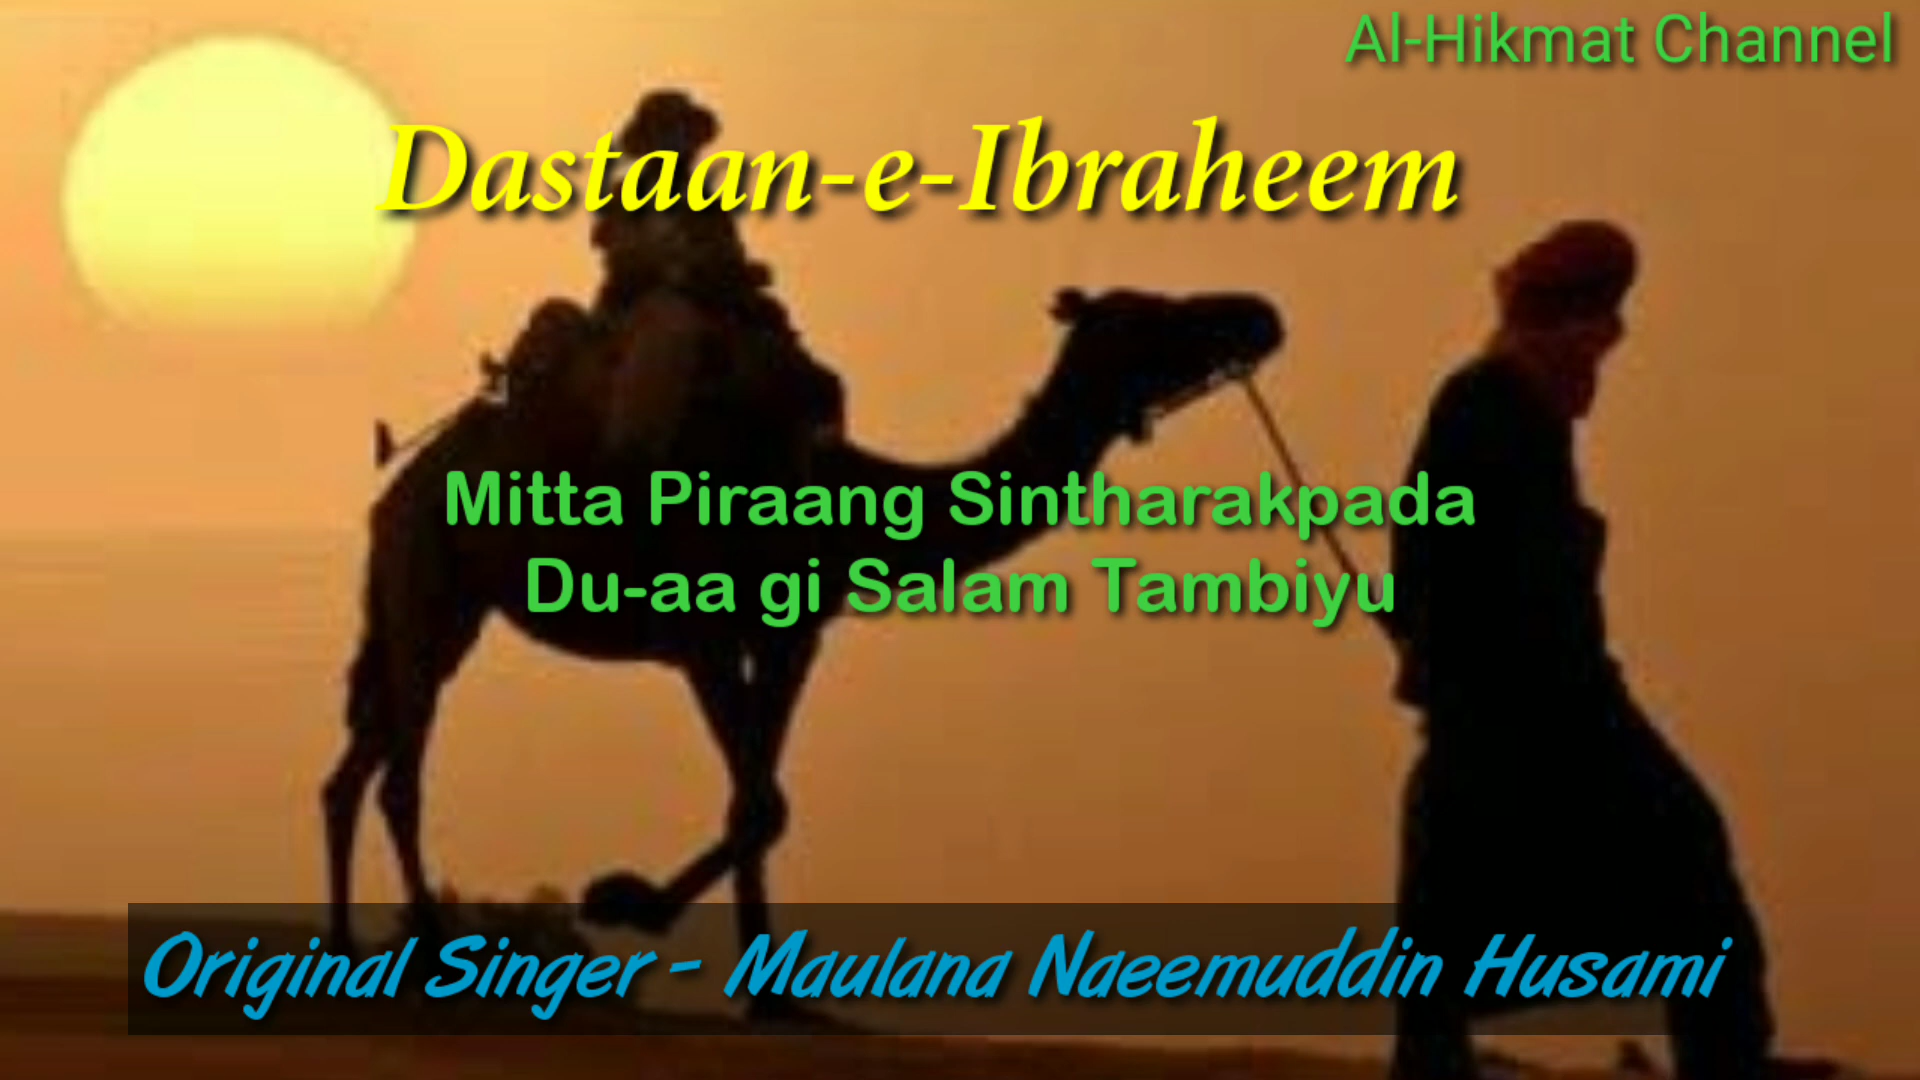 Al-Hikmat Channel
Dastaan-e-Ibraheem
Mitta Piraang Sintharakpada
Du-aa gi Salam Tambiyu
Original Singer - Maulana Naeemuddin Husami